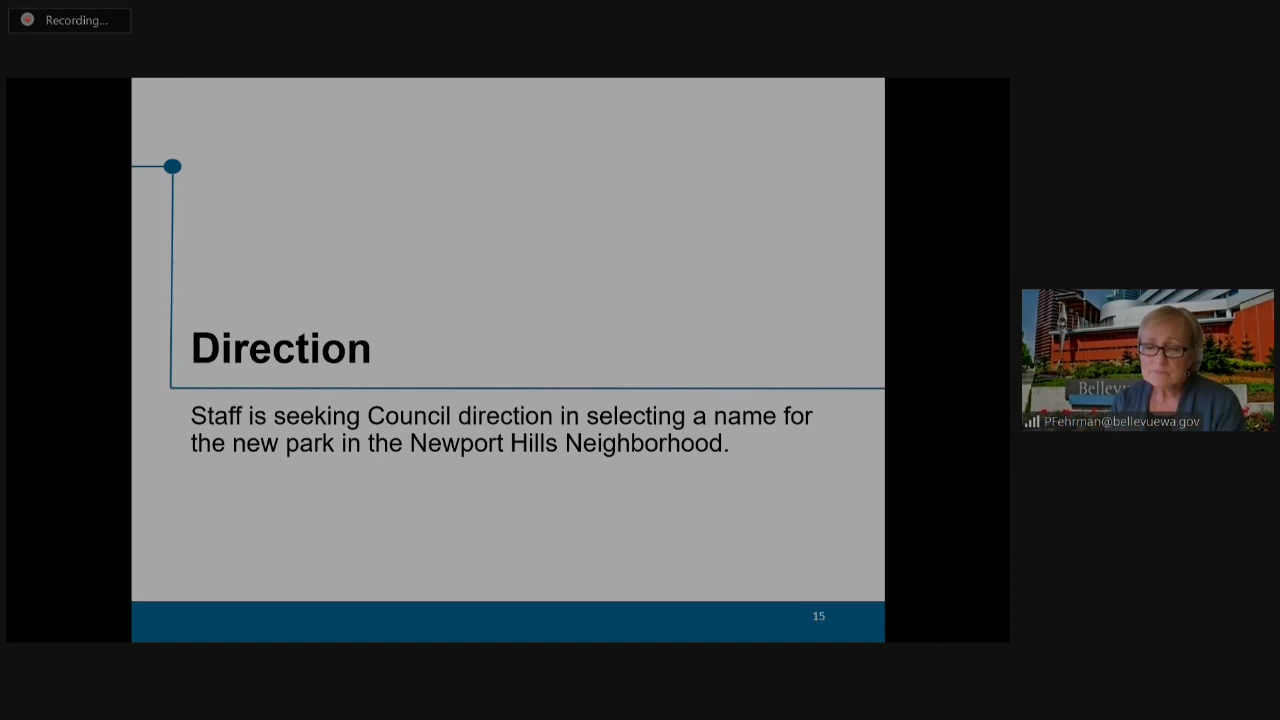 Recording...
Direction
Staff is seeking Council direction in selecting a name for
the new park in the Newport Hills Neighborhood.
Bellevu
PFehrman@bellevuewa.gov
15